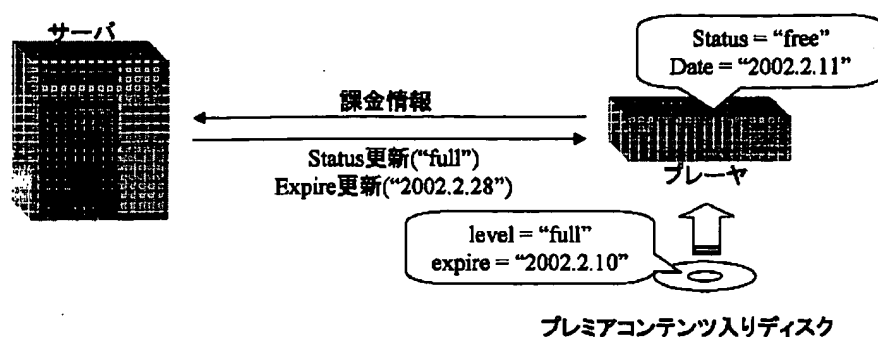 サーバ
Status = “free”
Date = “2002.2.11”
課金情報
Status更新(“full”)
Expire更新(“2002.2.28”)
プレーヤ
level = “full”
expire = “2002.2.10”
プレミアコンテンツ入りディスク